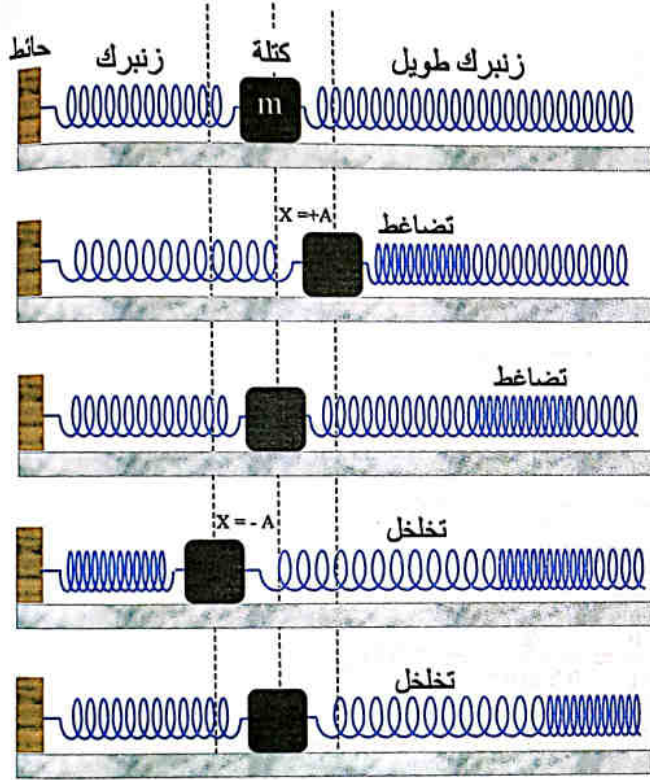 حائط
زنبرك
كتلة
زنبرك طويل
m
X =+A
تضاغط
تضاغط
X = - A
تخلخل
تخلخل